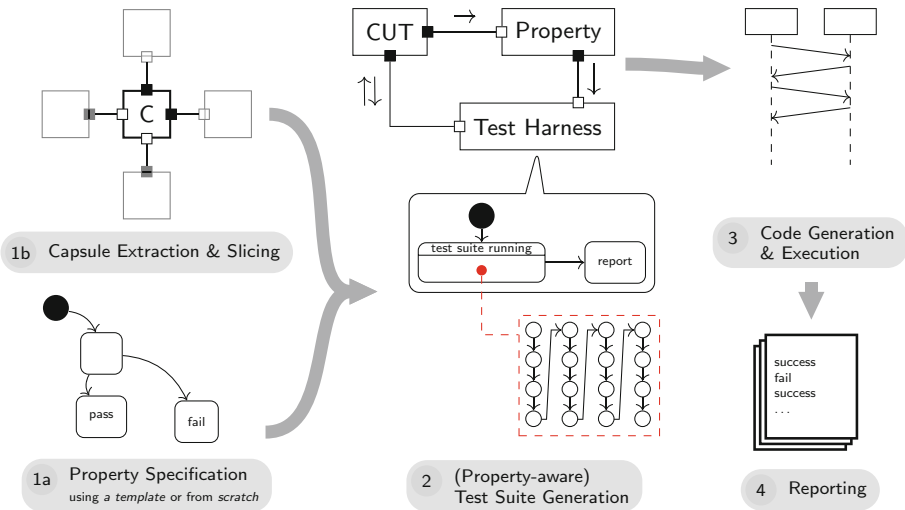 C
1b Capsule Extraction & Slicing
pass
fail
1a Property Specification
using a template or from scratch
CUT
Property
Test Harness
test suite running
report
2 (Property-aware)
Test Suite Generation
3 Code Generation
& Execution
success
fail
success
...
4 Reporting